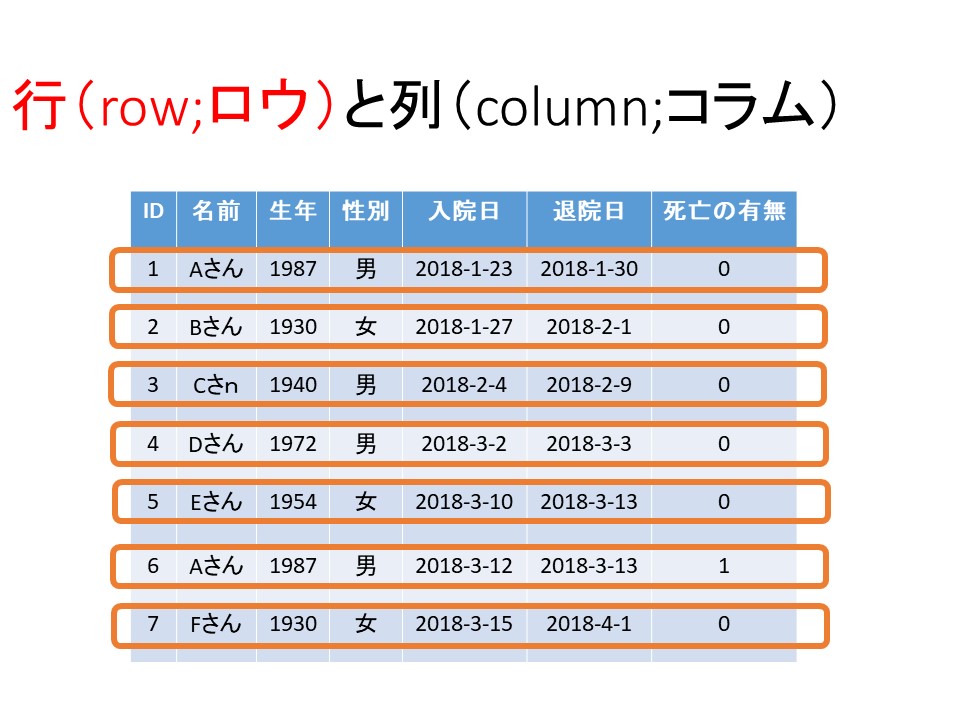 行（row;ロウ）と列（column;コラム）
ID 名前 生年 性別 入院日 退院日 死亡の有無
1 Aさん 1987 男 2018-1-23 2018-1-30 0
2 Bさん 1930 女 2018-1-27 2018-2-1 0
3 Cさｎ 1940 男 2018-2-4 2018-2-9 0
4 Dさん 1972 男 2018-3-2 2018-3-3 0
5 Eさん 1954 女 2018-3-10 2018-3-13 0
6 Aさん 1987 男 2018-3-12 2018-3-13 1
7 Fさん 1930 女 2018-3-15 2018-4-1 0